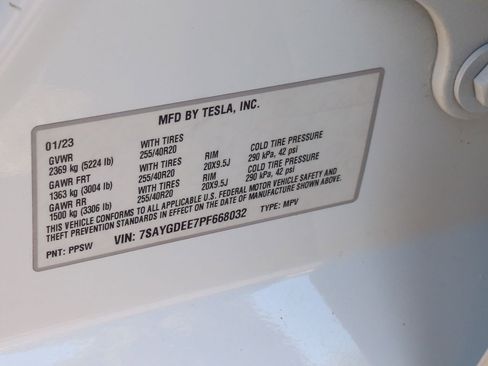 MFD BY TESLA, INC.
01/23
GVWR WITH TIRES COLD TIRE PRESSURE
2369 kg (5224 lb) 255/40R20 RIM 290 kPa, 42 psi
GAWR FRT WITH TIRES 20X9.5J
1363 kg (3004 lb) 255/40R20 RIM COLD TIRE PRESSURE
GAWR RR WITH TIRES 20X9.5J 290 kPa, 42 psi
1500 kg (3306 lb) 255/40R20
THIS VEHICLE CONFORMS TO ALL APPLICABLE U.S. FEDERAL MOTOR VEHICLE SAFETY AND
THEFT PREVENTION STANDARDS IN EFFECT ON THE DATE OF MANUFACTURE SHOWN ABOVE.
PNT: PPSW VIN: 7SAYGDEE7PF668032 TYPE: MPV